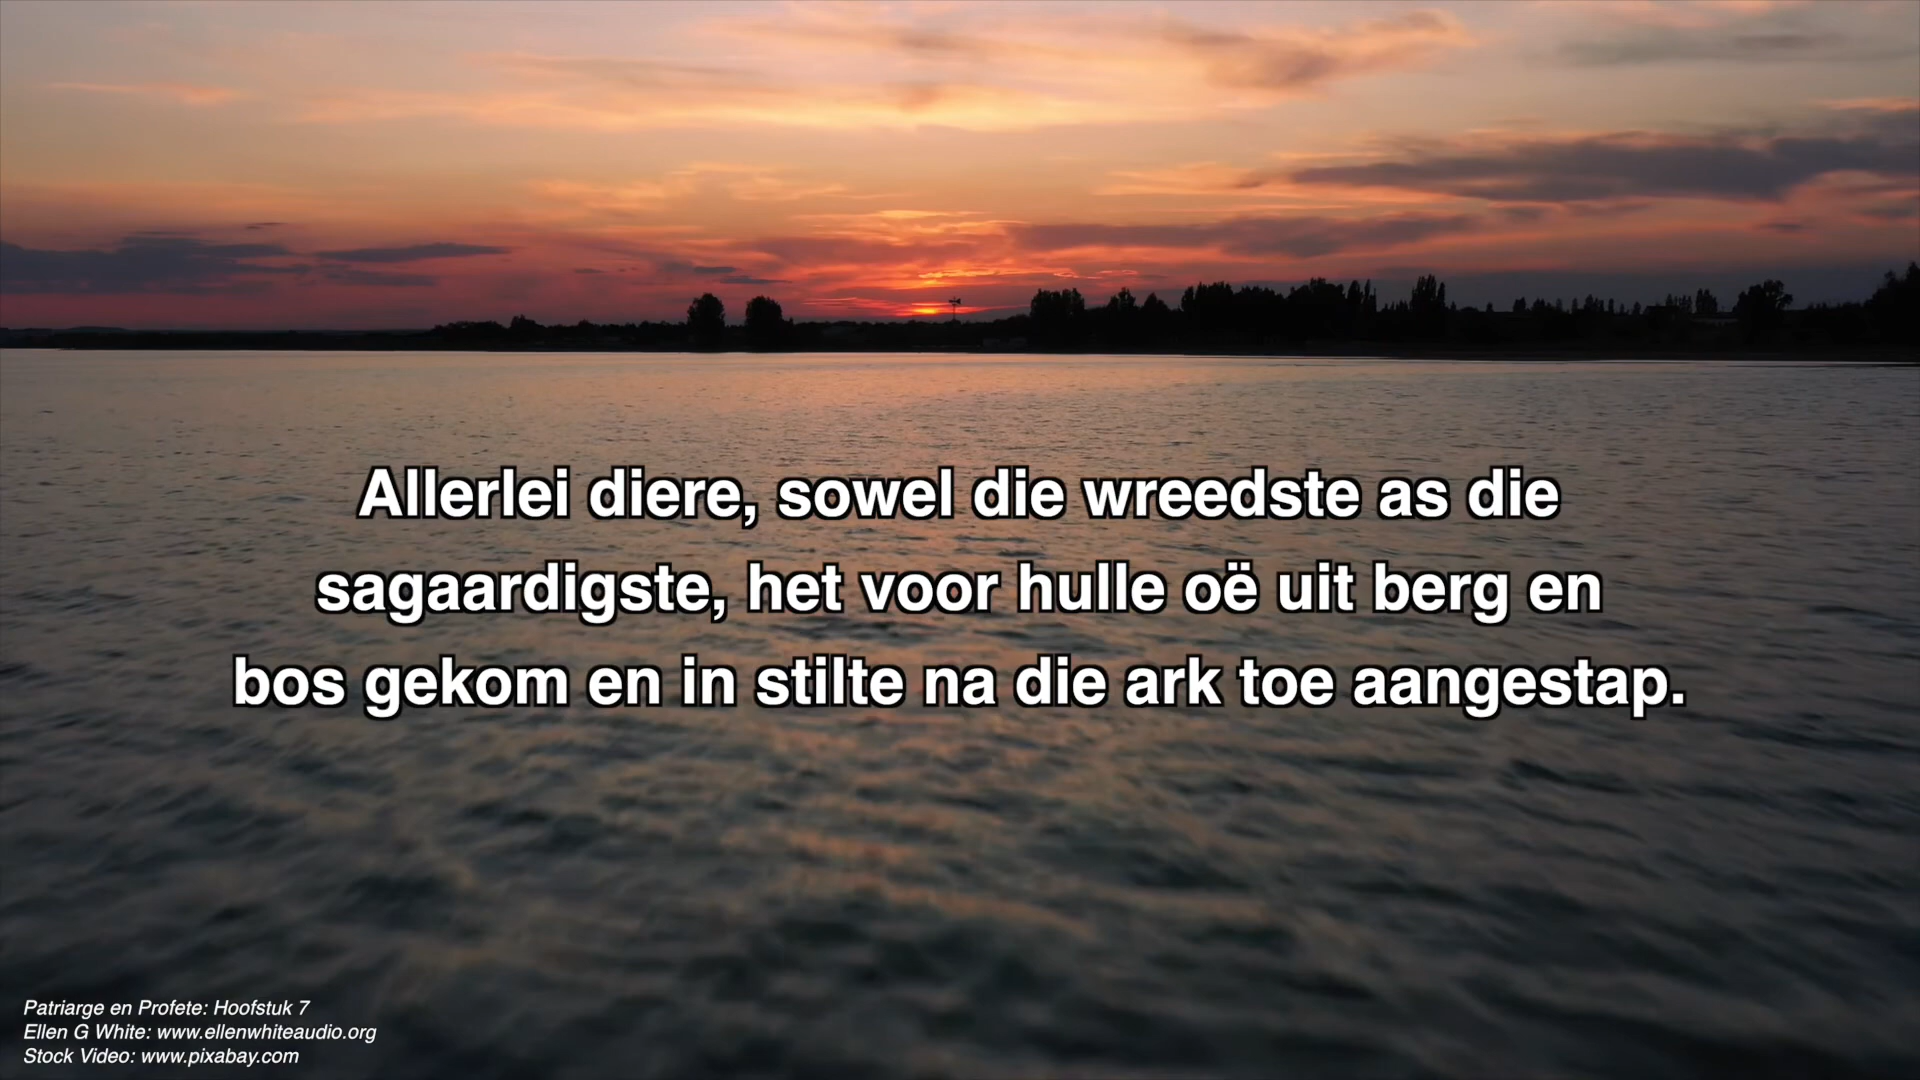 Allerlei diere, sowel die wreedste as die
sagaardigste, het voor hulle oë uit berg en
bos gekom en in stilte na die ark toe aangestap.
Patriarge en Profete: Hoofstuk 7
Ellen G White: www.ellenwhiteaudio.org
Stock Video: www.pixabay.com